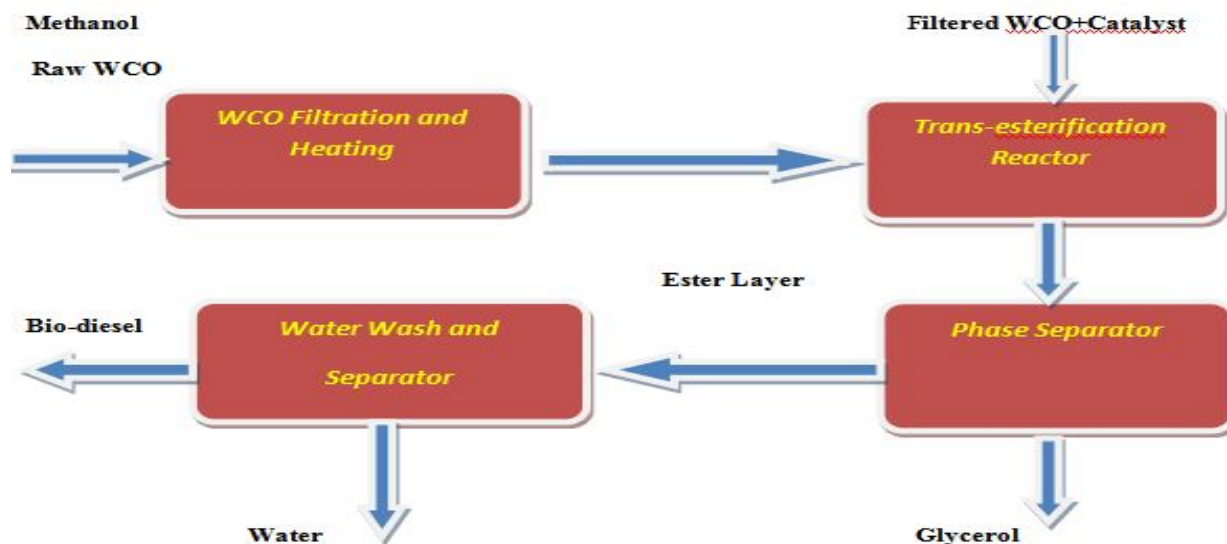 Methanol
Raw WCO
Filtered WCO+Catalyst
WCO Filtration and
Heating
Trans-esterification
Reactor
Ester Layer
Bio-diesel
Water Wash and
Separator
Phase Separator
Water
Glycerol